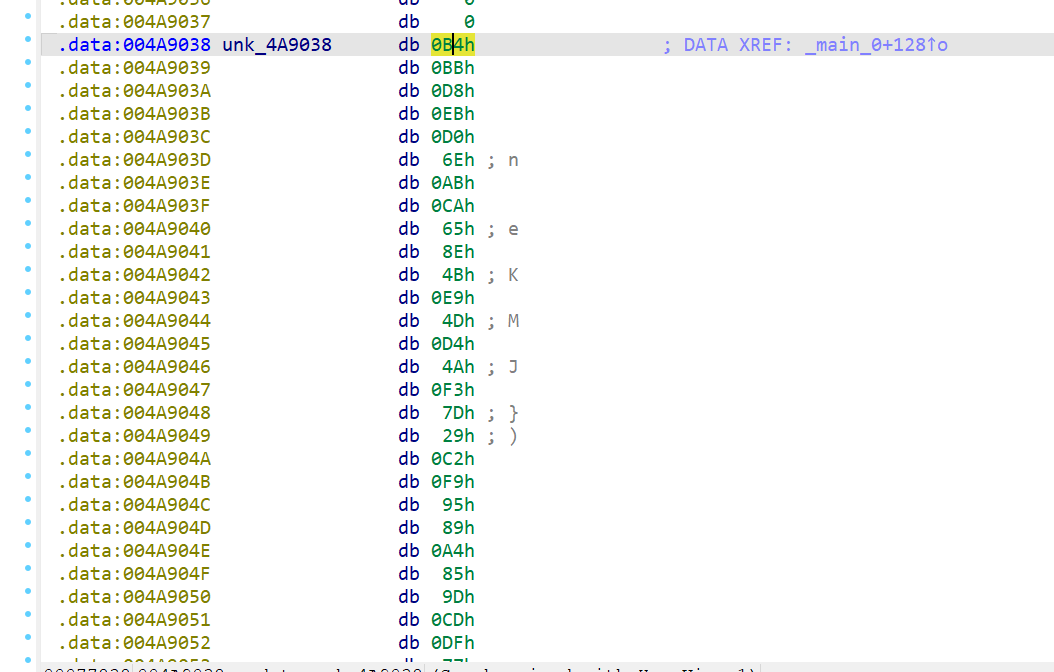 .data:004A9036 db 0
.data:004A9037 db 0
.data:004A9038 unk_4A9038 db 0B4h ; DATA XREF: _main_0+128↑o
.data:004A9039 db 0BBh
.data:004A903A db 0D8h
.data:004A903B db 0EBh
.data:004A903C db 0D0h
.data:004A903D db 6Eh ; n
.data:004A903E db 0ABh
.data:004A903F db 0CAh
.data:004A9040 db 65h ; e
.data:004A9041 db 8Eh
.data:004A9042 db 4Bh ; K
.data:004A9043 db 0E9h
.data:004A9044 db 4Dh ; M
.data:004A9045 db 0D4h
.data:004A9046 db 4Ah ; J
.data:004A9047 db 0F3h
.data:004A9048 db 7Dh ; }
.data:004A9049 db 29h ; )
.data:004A904A db 0C2h
.data:004A904B db 0F9h
.data:004A904C db 95h
.data:004A904D db 89h
.data:004A904E db 0A4h
.data:004A904F db 85h
.data:004A9050 db 9Dh
.data:004A9051 db 0CDh
.data:004A9052 db 0DFh